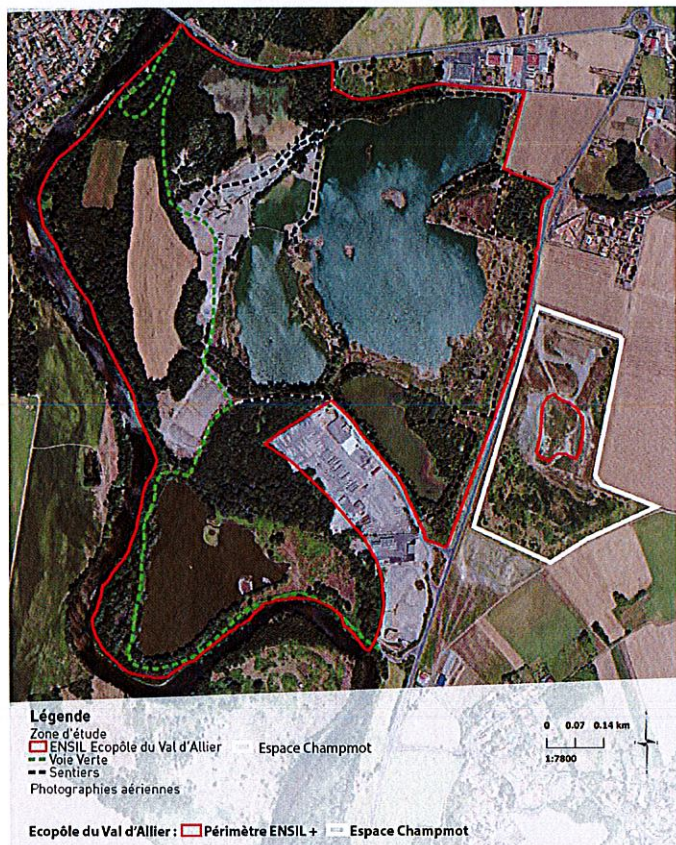 Légende
Zone d'étude
ENSIL Ecopôle du Val d'Allier Espace Champmot
Voie Verte
Sentiers
Photographies aériennes
0 0.07 0.14 km
1:7800
Ecopôle du Val d'Allier : Périmètre ENSIL + Espace Champmot